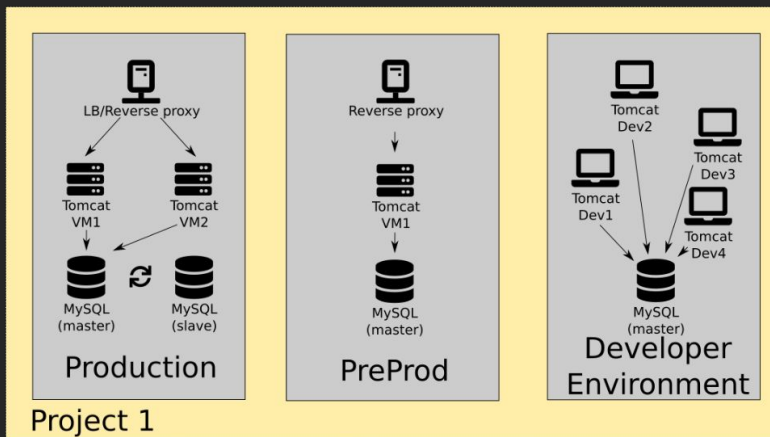 LB/Reverse proxy
Tomcat
VM1
Tomcat
VM2
MySQL
(master)
MySQL
(slave)
Production
Reverse proxy
Tomcat
VM1
MySQL
(master)
PreProd
Tomcat
Dev2
Tomcat
Dev3
Tomcat
Dev1
Tomcat
Dev4
MySQL
(master)
Developer
Environment
Project 1